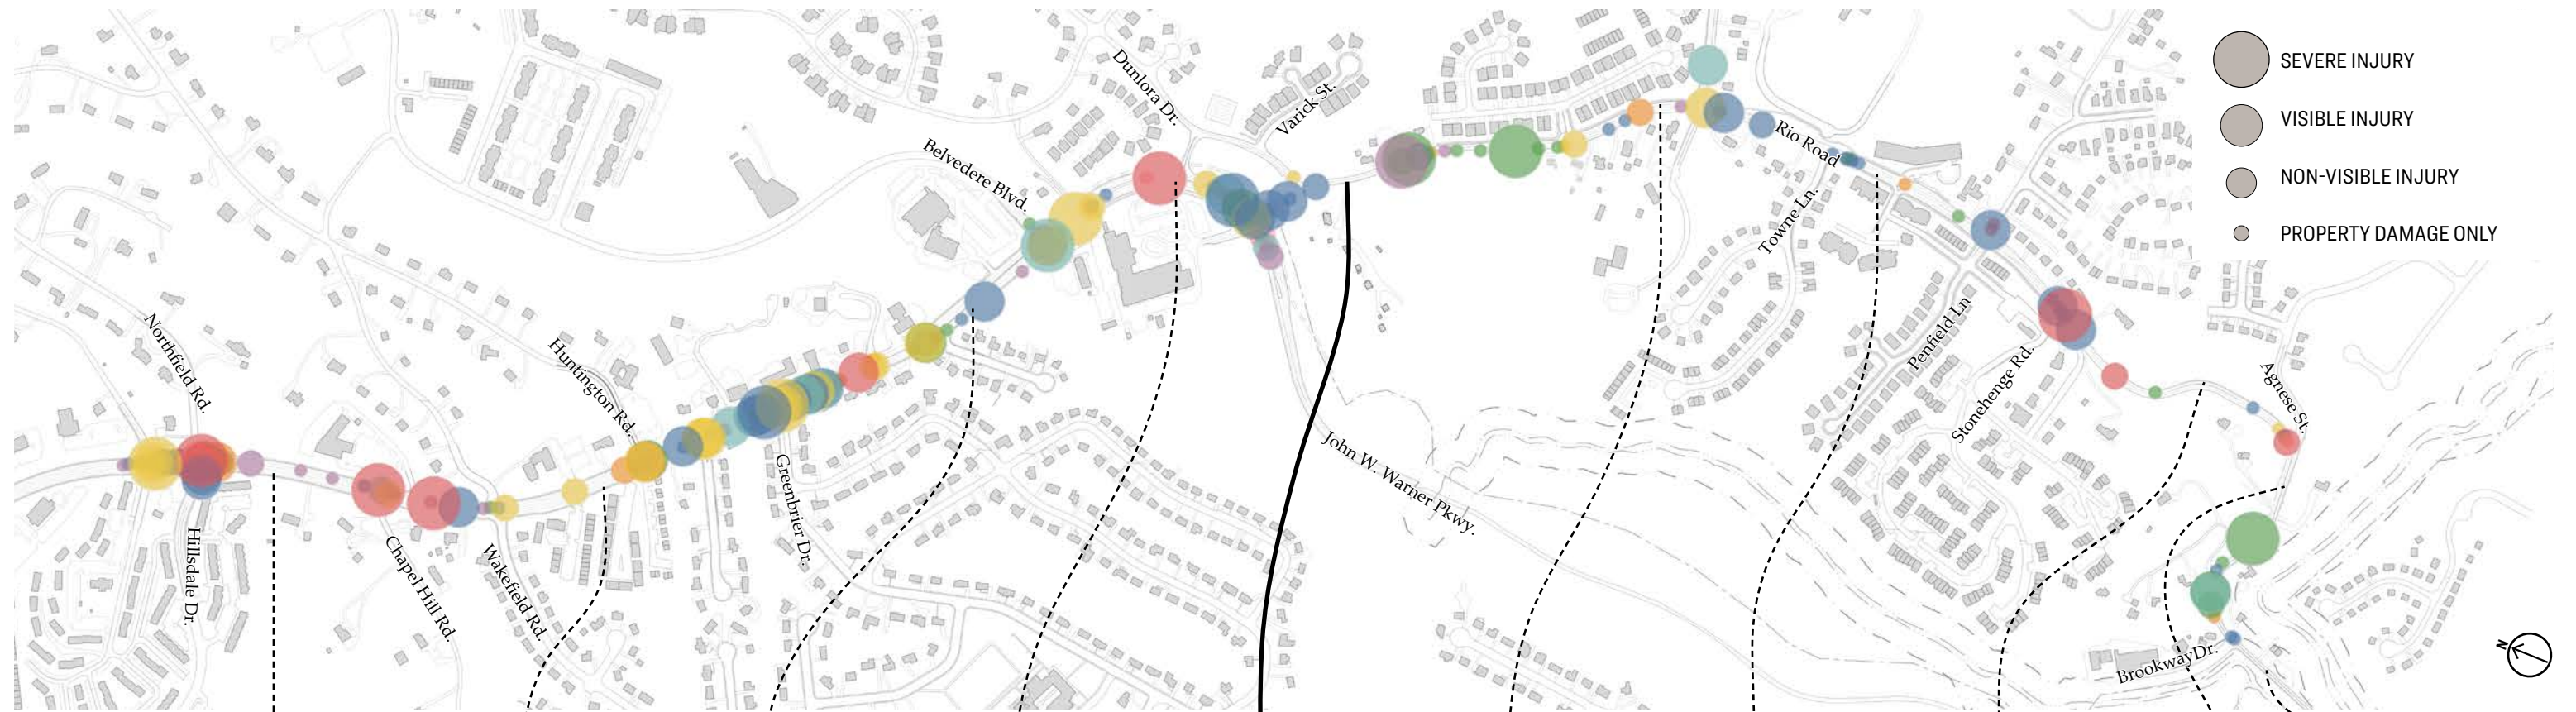 SEVERE INJURY
VISIBLE INJURY
NON-VISIBLE INJURY
PROPERTY DAMAGE ONLY
Dunlora Dr.
Varick St.
Belvedere Blvd.
Rio Road
Towne Ln.
Northfield Rd.
Huntington Rd.
Penfield Ln
Stonehenge Rd.
Agnese St.
Hillsdale Dr.
Chapel Hill Rd.
Wakefield Rd.
Greenbrier Dr.
John W. Warner Pkwy.
BrookwayDr.
N